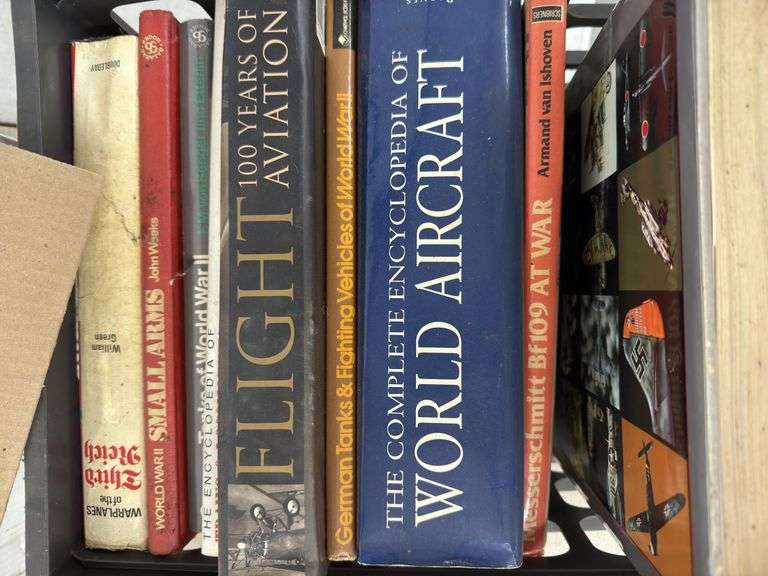 DOUBLEDAY
William
Green
WARPLANES
of the
Third
Reich
WORLD WAR II
SMALL ARMS
John Weeks
of World War II
THE ENCYCLOPEDIA OF
FLIGHT
100 YEARS OF
AVIATION
German Tanks & Fighting Vehicles of World War II
THE COMPLETE ENCYCLOPEDIA OF
WORLD AIRCRAFT
SCRIBNERS
Messerschmitt Bf109 AT WAR
Armand van Ishoven